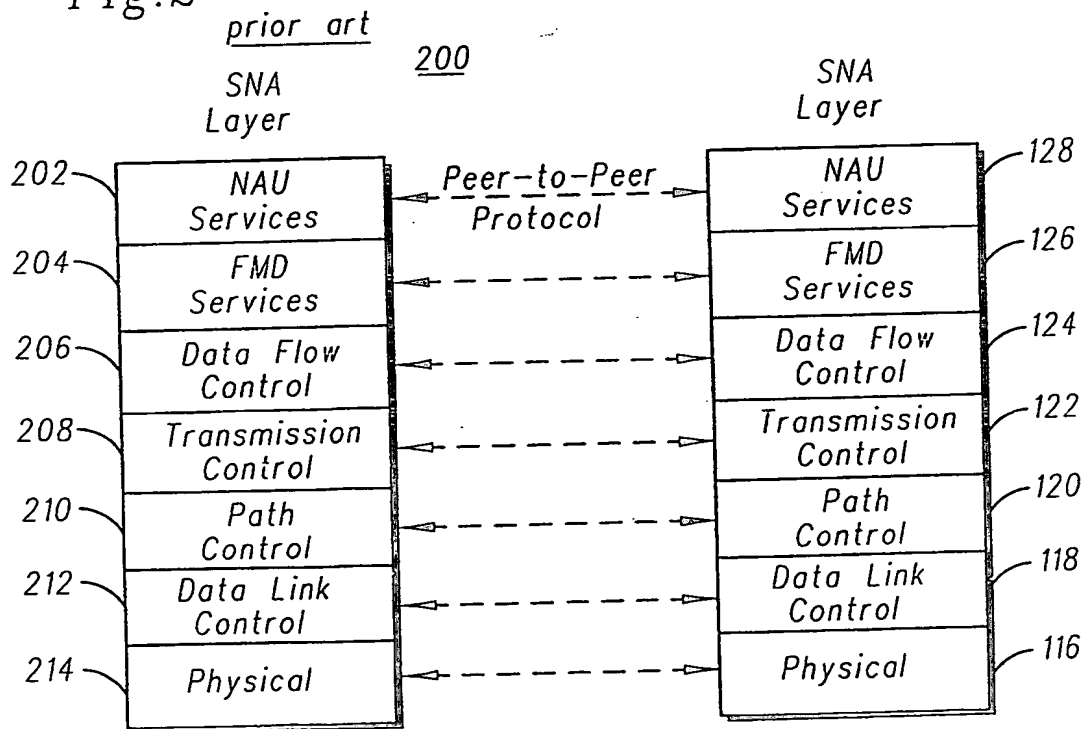 Fig.2
prior art
200
SNA
Layer
SNA
Layer
202
NAU
Services
Peer-to-Peer
Protocol
NAU
Services
128
204
FMD
Services
FMD
Services
126
206
Data Flow
Control
Data Flow
Control
124
208
Transmission
Control
Transmission
Control
122
210
Path
Control
Path
Control
120
212
Data Link
Control
Data Link
Control
118
214
Physical
Physical
116